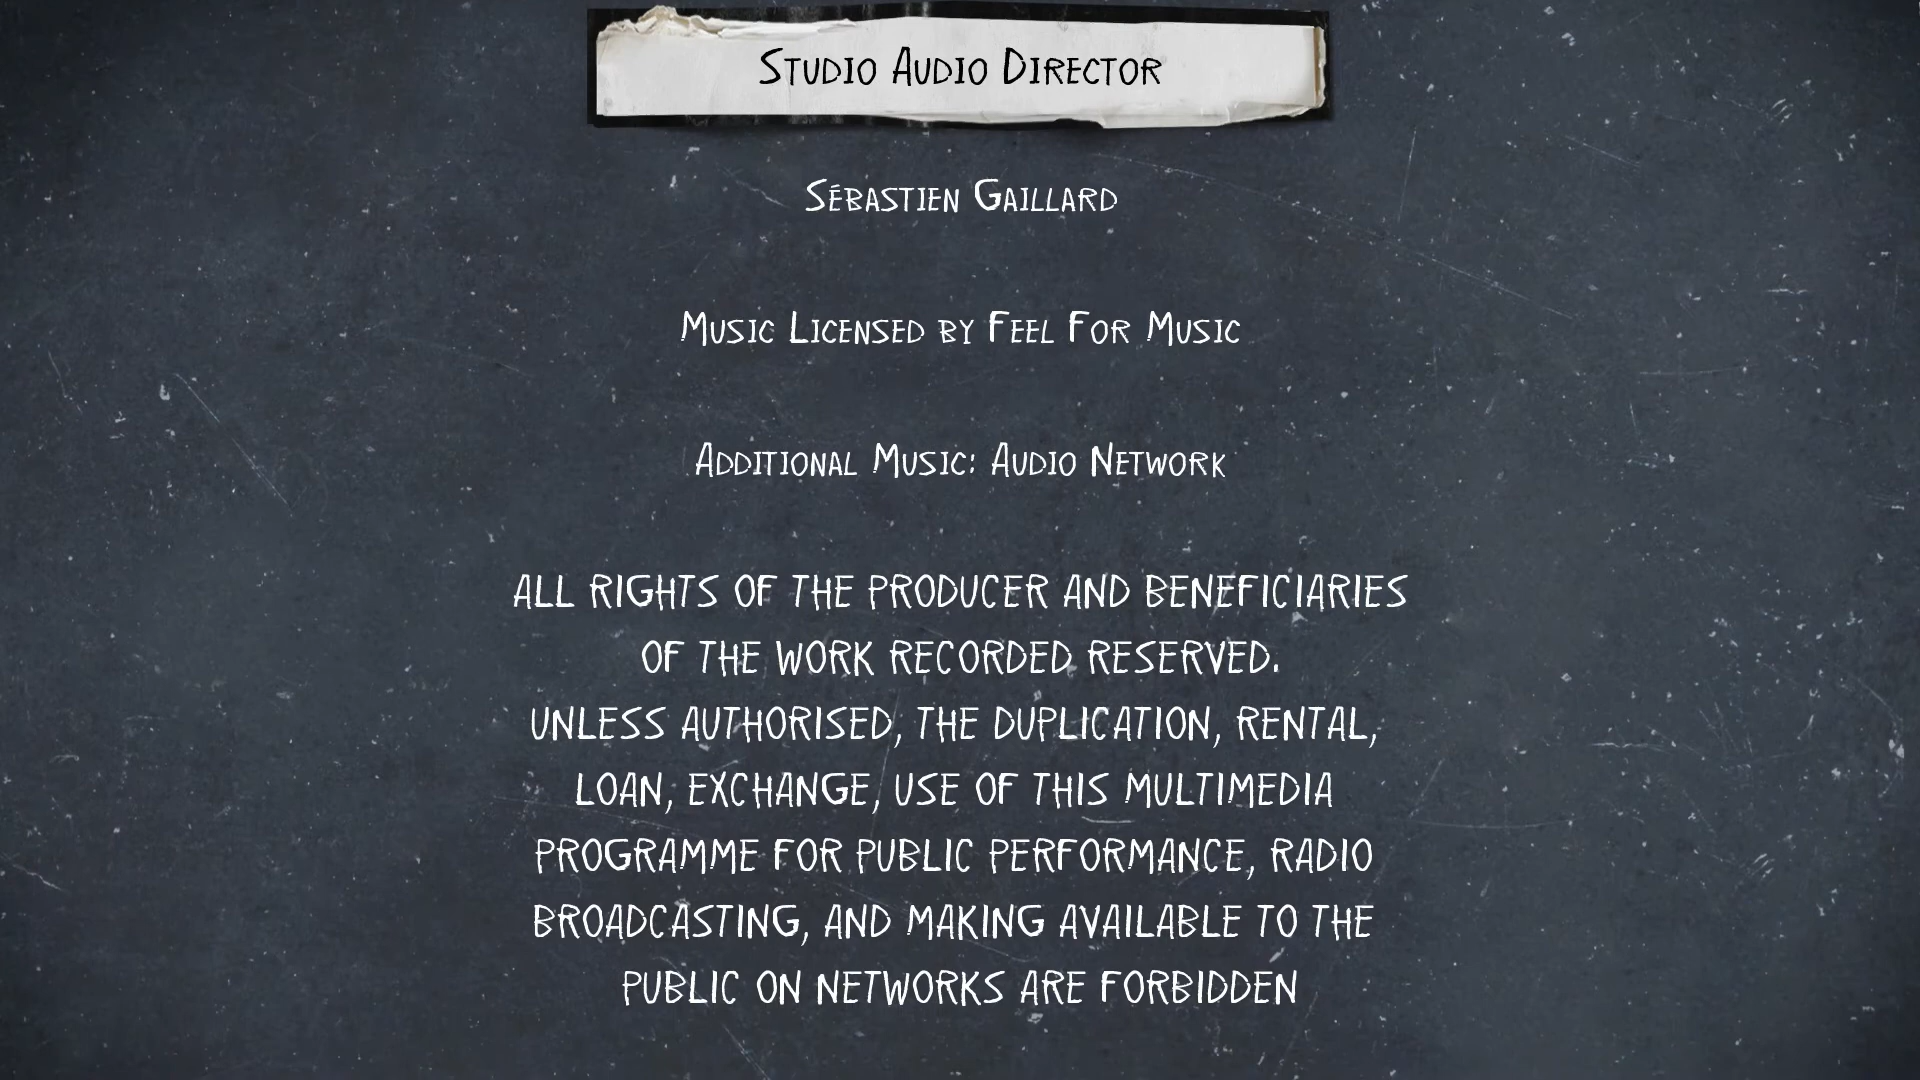 Studio Audio Director
Sébastien Gaillard
Music Licensed by Feel For Music
Additional Music: Audio Network
ALL RIGHTS OF THE PRODUCER AND BENEFICIARIES
OF THE WORK RECORDED RESERVED.
UNLESS AUTHORISED, THE DUPLICATION, RENTAL,
LOAN, EXCHANGE, USE OF THIS MULTIMEDIA
PROGRAMME FOR PUBLIC PERFORMANCE, RADIO
BROADCASTING, AND MAKING AVAILABLE TO THE
PUBLIC ON NETWORKS ARE FORBIDDEN